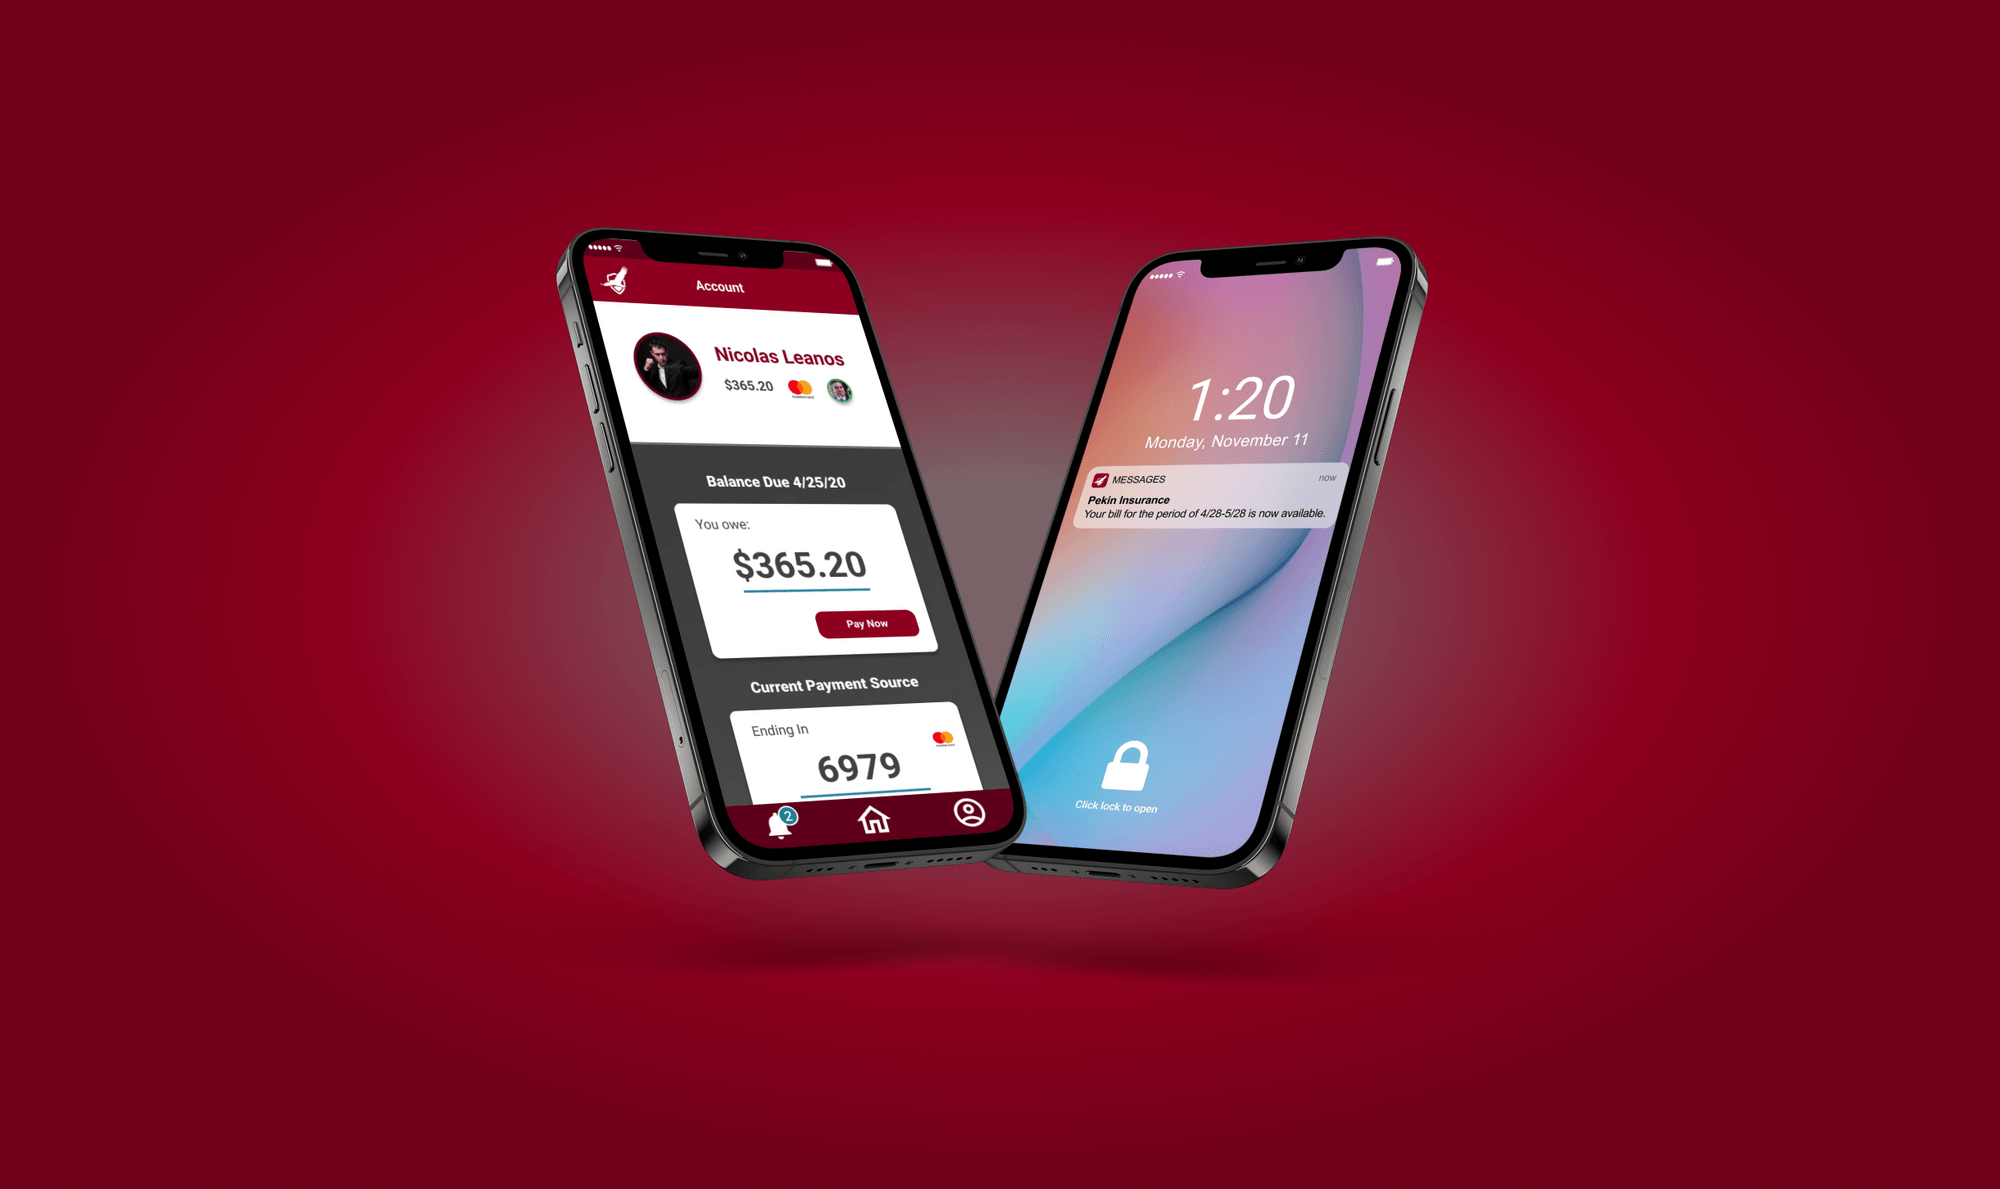 Account
Nicolas Leanos
$365.20
Balance Due 4/25/20
You owe:
$365.20
Pay Now
Current Payment Source
Ending In
6979
2
1:20
Monday, November 11
MESSAGES
now
Pekin Insurance
Your bill for the period of 4/28-5/28 is now available.
Click lock to open